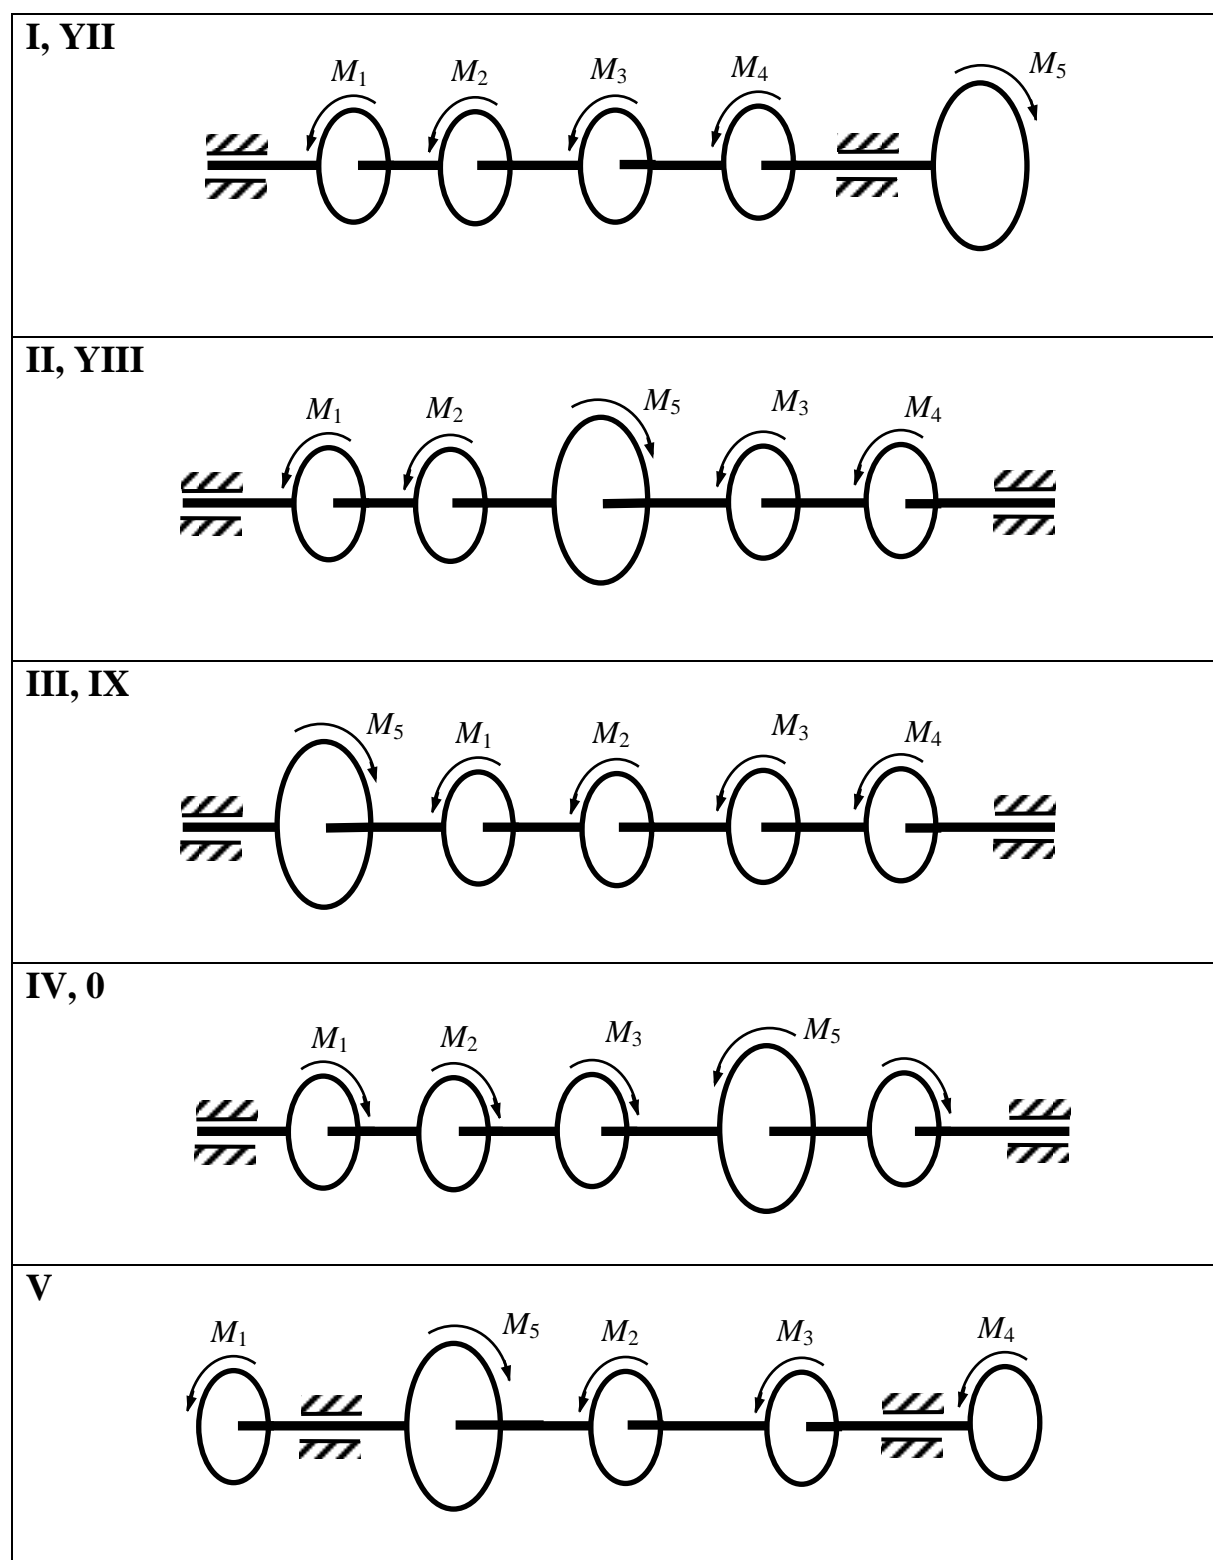 I, YII
M1 M2 M3 M4 M5
II, YIII
M1 M2 M5 M3 M4
III, IX
M5 M1 M2 M3 M4
IV, 0
M1 M2 M3 M5
V
M1 M5 M2 M3 M4